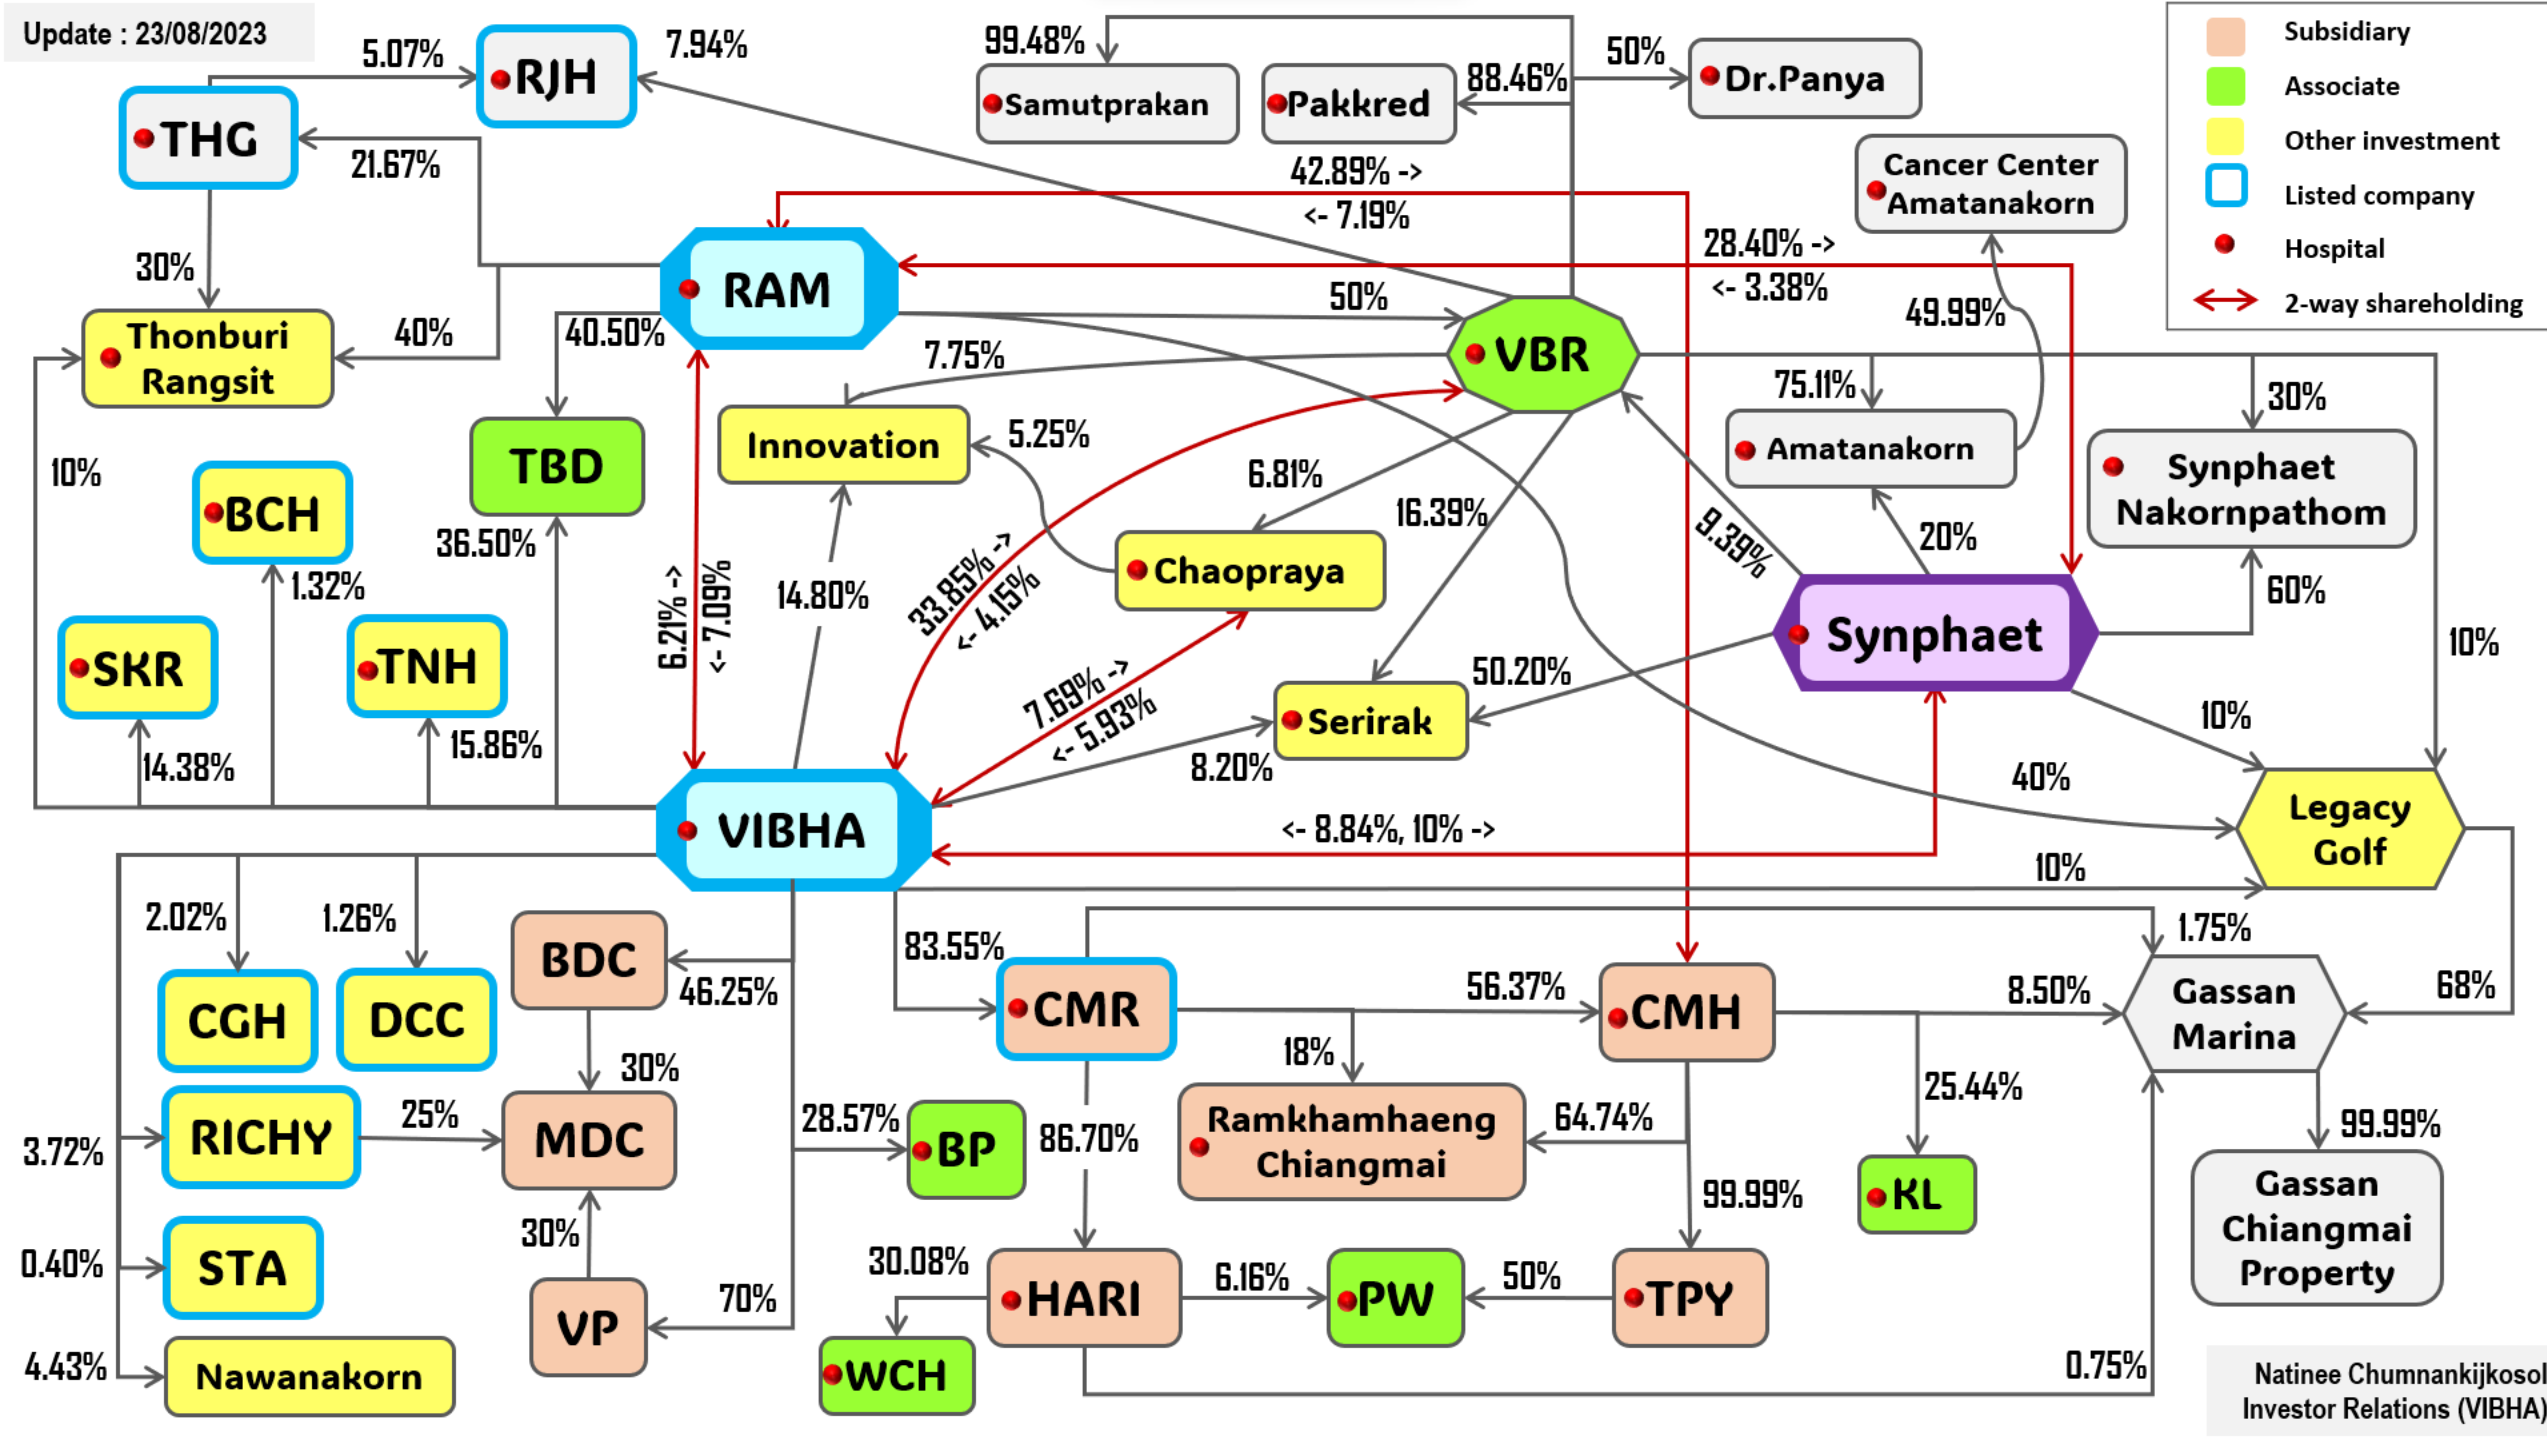 Update : 23/08/2023
5.07%
RJH
7.94%
99.48%
Samutprakan
Pakkred
88.46%
50%
Dr.Panya
Subsidiary
Associate
Other investment
Listed company
Hospital
2-way shareholding
THG
21.67%
42.89% ->
<- 7.19%
Cancer Center
Amatanakorn
28.40% ->
<- 3.38%
30%
RAM
50%
49.99%
Thonburi
Rangsit
40%
40.50%
7.75%
VBR
75.11%
30%
10%
TBD
Innovation
5.25%
6.81%
16.39%
Amatanakorn
Synphaet
Nakornpathom
BCH
36.50%
1.32%
14.80%
6.21% ->
<- 7.09%
33.85% ->
<- 4.15%
Chaopraya
9.39%
20%
60%
SKR
TNH
Synphaet
10%
7.69% ->
<- 5.93%
Serirak
50.20%
10%
14.38%
15.86%
8.20%
40%
VIBHA
<- 8.84%, 10% ->
Legacy
Golf
10%
2.02%
1.26%
BDC
46.25%
83.55%
1.75%
CGH
DCC
CMR
56.37%
CMH
8.50%
Gassan
Marina
68%
30%
18%
25.44%
3.72%
RICHY
25%
MDC
28.57%
BP
86.70%
Ramkhamhaeng
Chiangmai
64.74%
99.99%
KL
99.99%
Gassan
Chiangmai
Property
0.40%
STA
30%
VP
70%
30.08%
HARI
6.16%
PW
50%
TPY
4.43%
Nawanakorn
WCH
0.75%
Natinee Chumnankijkosol
Investor Relations (VIBHA)